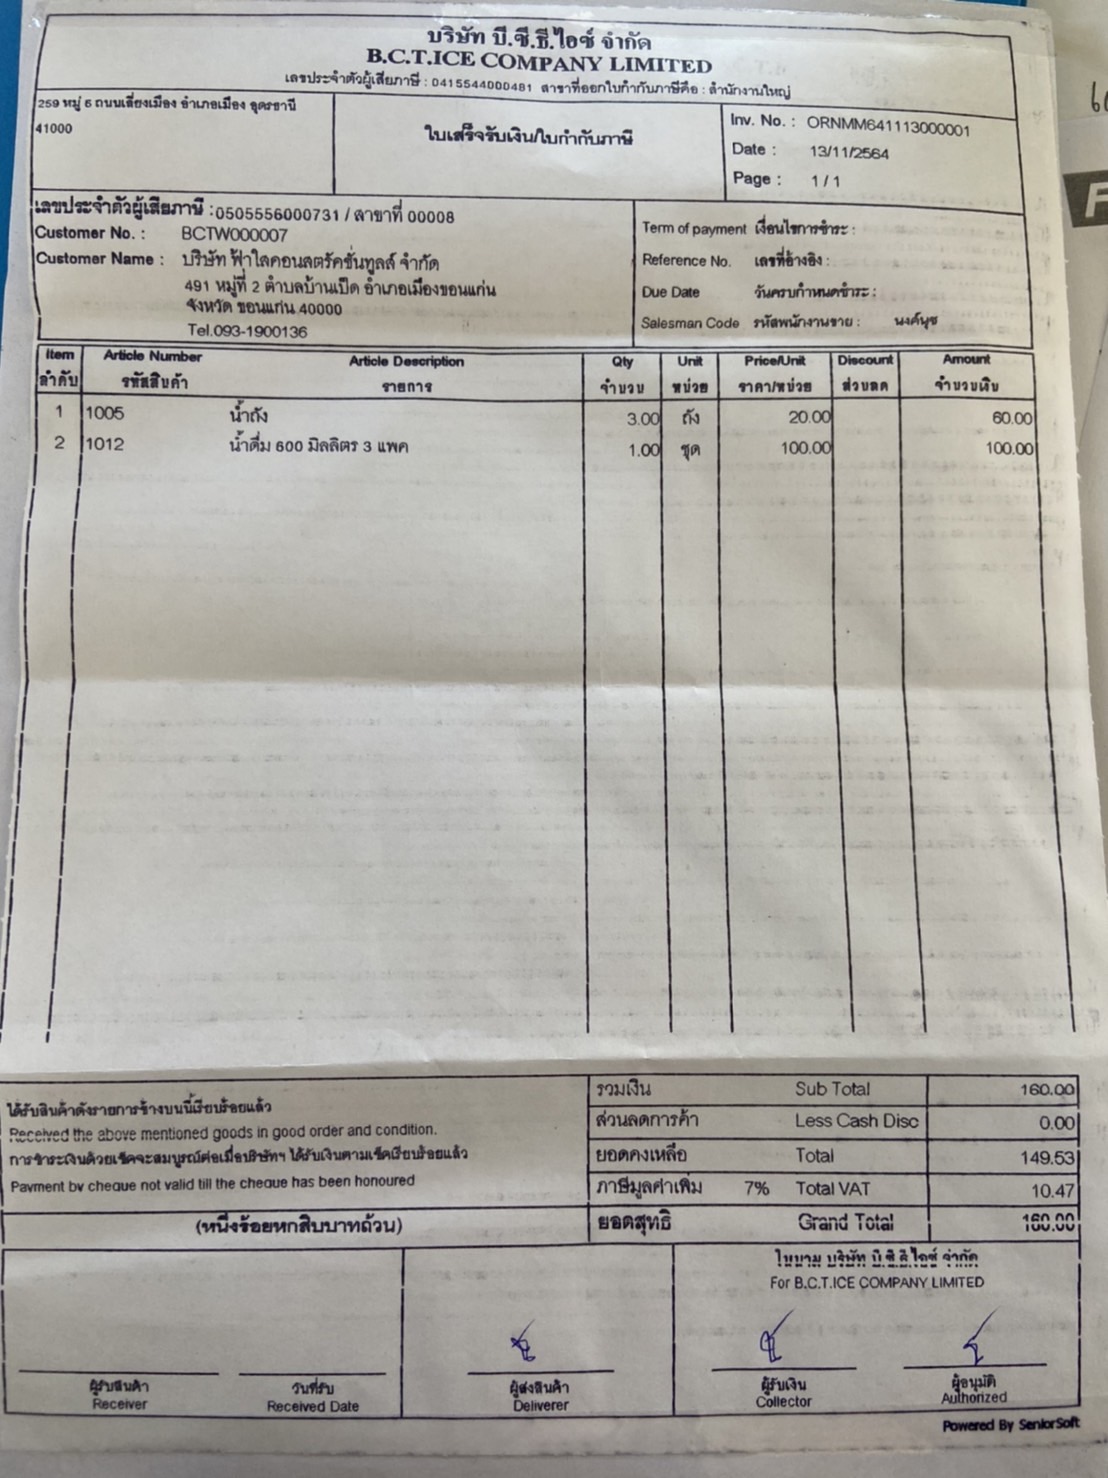 บริษัท บี.ซี.ธี.ไอซ์ จำกัด
B.C.T.ICE COMPANY LIMITED
เลขประจำตัวผู้เสียภาษี : 0415544000481 สาขาที่ออกใบกำกับภาษีคือ : สำนักงานใหญ่
259 หมู่ 5 ถนนเลี่ยงเมือง อำเภอเมือง อุดรธานี
41000
ใบเสร็จรับเงิน/ใบกำกับภาษี
Inv. No. : ORNMM641113000001
Date : 13/11/2564
Page : 1 / 1
เลขประจำตัวผู้เสียภาษี : 0505556000731 / สาขาที่ 00008
Customer No. : BCTW000007
Customer Name : บริษัท ฟ้าใสคอนสตรัคชั่นทูลส์ จำกัด
491 หมู่ที่ 2 ตำบลบ้านเป็ด อำเภอเมืองขอนแก่น
จังหวัด ขอนแก่น 40000
Tel.093-1900136
Term of payment เงื่อนไขการชำระ :
Reference No. เลขที่อ้างอิง :
Due Date วันครบกำหนดชำระ :
Salesman Code รหัสพนักงานขาย : นงค์นุช
Item Article Number Article Description Qty Unit Price/Unit Discount Amount
ลำดับ รหัสสินค้า รายการ จำนวน หน่วย ราคา/หน่วย ส่วนลด จำนวนเงิน
1 1005 น้ำถัง 3.00 ถัง 20.00 60.00
2 1012 น้ำดื่ม 600 มิลลิตร 3 แพค 1.00 ชุด 100.00 100.00
ได้รับสินค้าดังรายการข้างบนนี้เรียบร้อยแล้ว
Received the above mentioned goods in good order and condition.
การชำระเงินด้วยเช็คจะสมบูรณ์ต่อเมื่อบริษัทฯ ได้รับเงินตามเช็คเรียบร้อยแล้ว
Payment by cheque not valid till the cheque has been honoured
(หนึ่งร้อยหกสิบบาทถ้วน)
รวมเงิน Sub Total 160.00
ส่วนลดการค้า Less Cash Disc 0.00
ยอดคงเหลือ Total 149.53
ภาษีมูลค่าเพิ่ม 7% Total VAT 10.47
ยอดสุทธิ Grand Total 160.00
ในนาม บริษัท บี.ซี.ธี.ไอซ์ จำกัด
For B.C.T.ICE COMPANY LIMITED
ผู้รับสินค้า วันที่รับ ผู้ส่งสินค้า ผู้รับเงิน ผู้อนุมัติ
Receiver Received Date Deliverer Collector Authorized
Powered By SeniorSoft